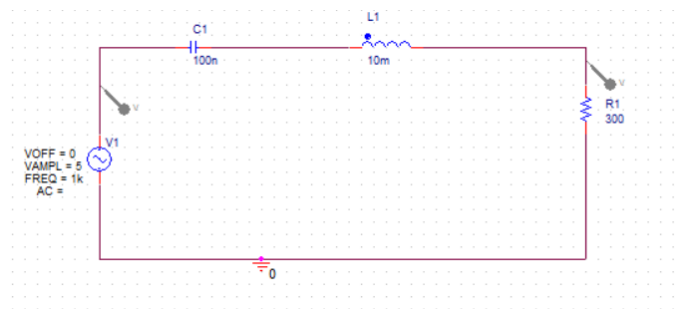 C1
100n
L1
10m
V
V
R1
300
V1
VOFF = 0
VAMPL = 5
FREQ = 1k
AC =
0